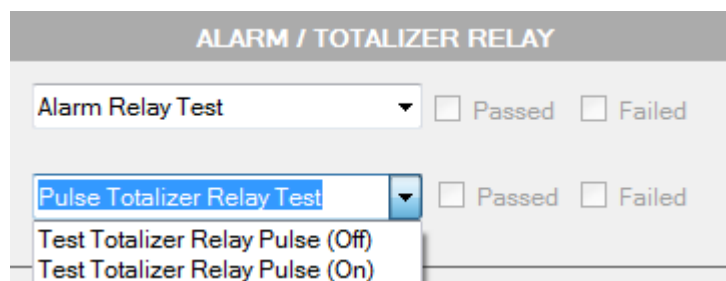 ALARM / TOTALIZER RELAY
Alarm Relay Test Passed Failed
Pulse Totalizer Relay Test Passed Failed
Test Totalizer Relay Pulse (Off)
Test Totalizer Relay Pulse (On)